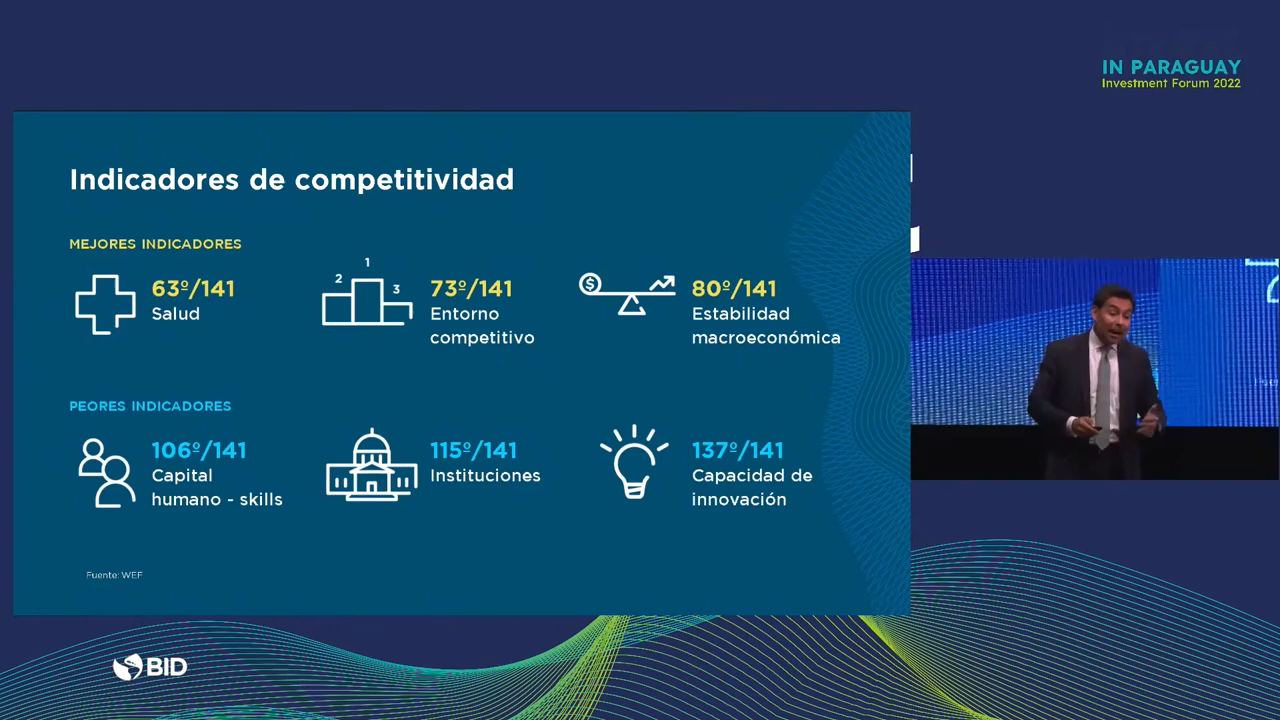 IN PARAGUAY
Investment Forum 2022
Indicadores de competitividad
MEJORES INDICADORES
1
2
3
63º/141
Salud
73º/141
Entorno
competitivo
$
80º/141
Estabilidad
macroeconómica
PEORES INDICADORES
106º/141
Capital
humano - skills
115º/141
Instituciones
137º/141
Capacidad de
innovación
Fuente: WEF
BID